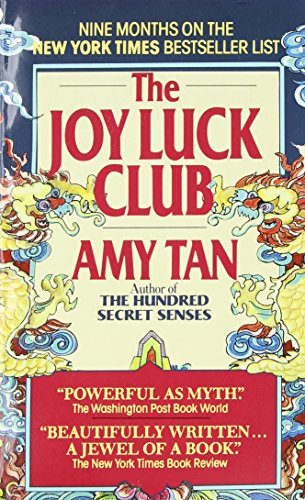 NINE MONTHS ON THE
NEW YORK TIMES BESTSELLER LIST
The
JOY LUCK
CLUB
AMY TAN
Author of
THE HUNDRED
SECRET SENSES
"POWERFUL AS MYTH."
The Washington Post Book World
"BEAUTIFULLY WRITTEN...
A JEWEL OF A BOOK."
The New York Times Book Review